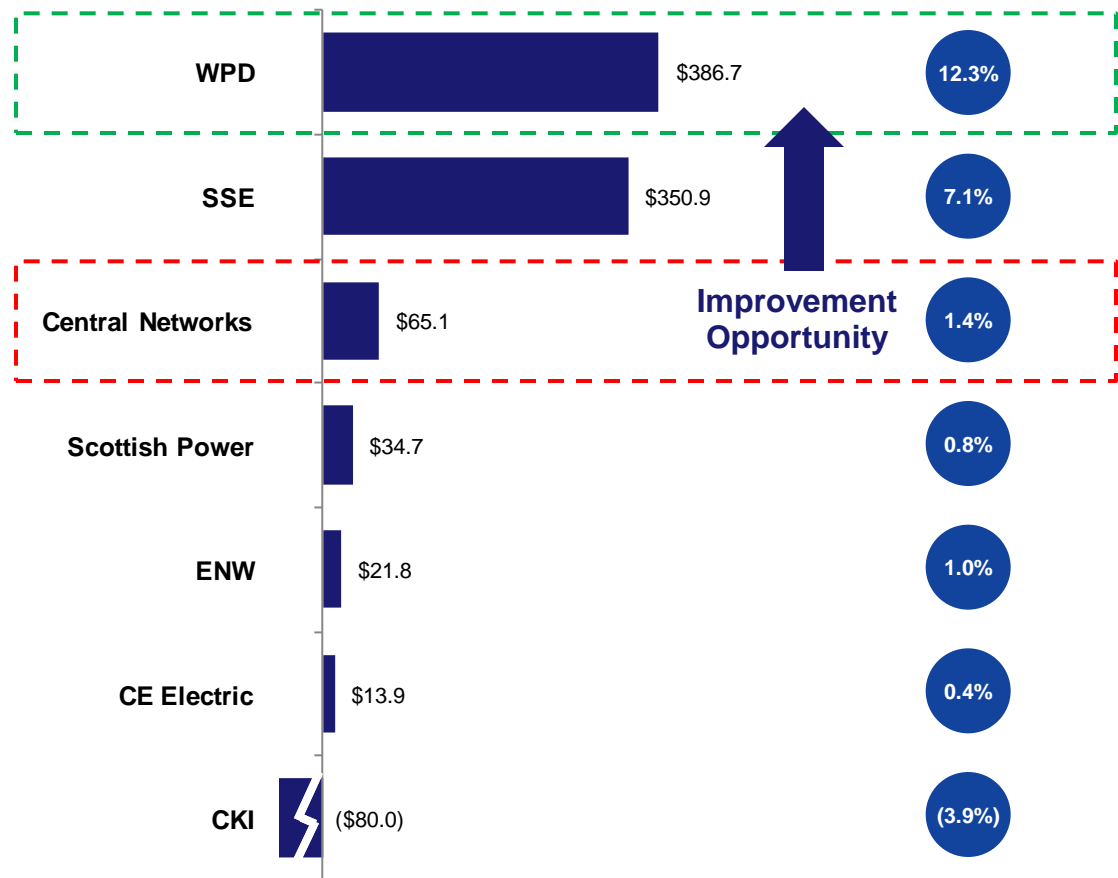 WPD $386.7 12.3%
SSE $350.9 7.1%
Central Networks $65.1 1.4%
Improvement
Opportunity
Scottish Power $34.7 0.8%
ENW $21.8 1.0%
CE Electric $13.9 0.4%
CKI ($80.0) (3.9%)